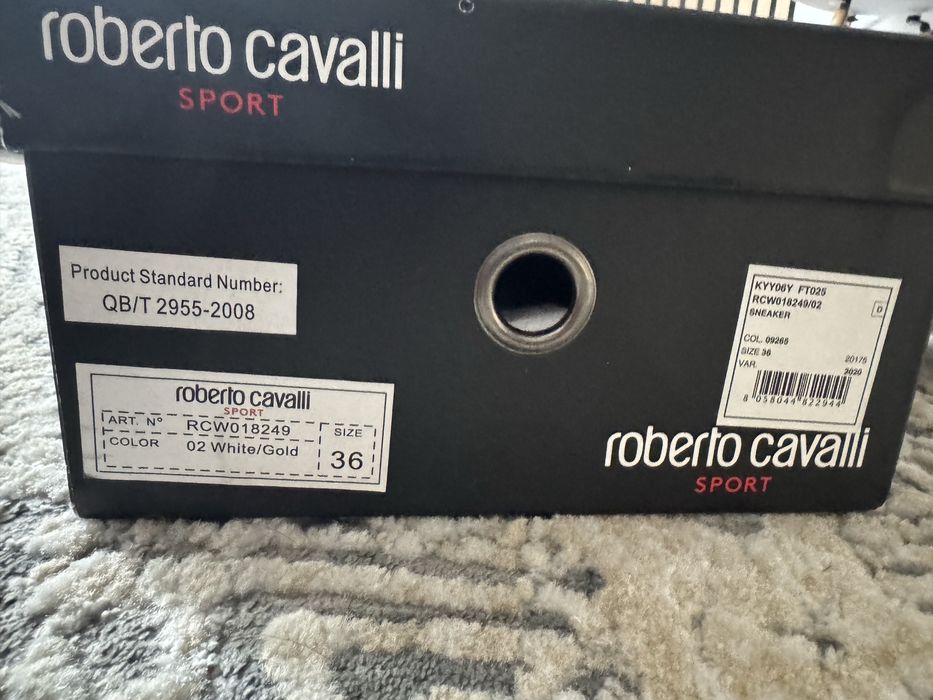 roberto cavalli
SPORT
Product Standard Number:
QB/T 2955-2008
roberto cavalli
SPORT
ART. Nº RCW018249
COLOR 02 White/Gold
SIZE
36
KYY06Y FT025
RCW018249/02
SNEAKER
D
COL. 09265
SIZE 36
VAR.
20175
2020
8 058044 822944
roberto cavalli
SPORT